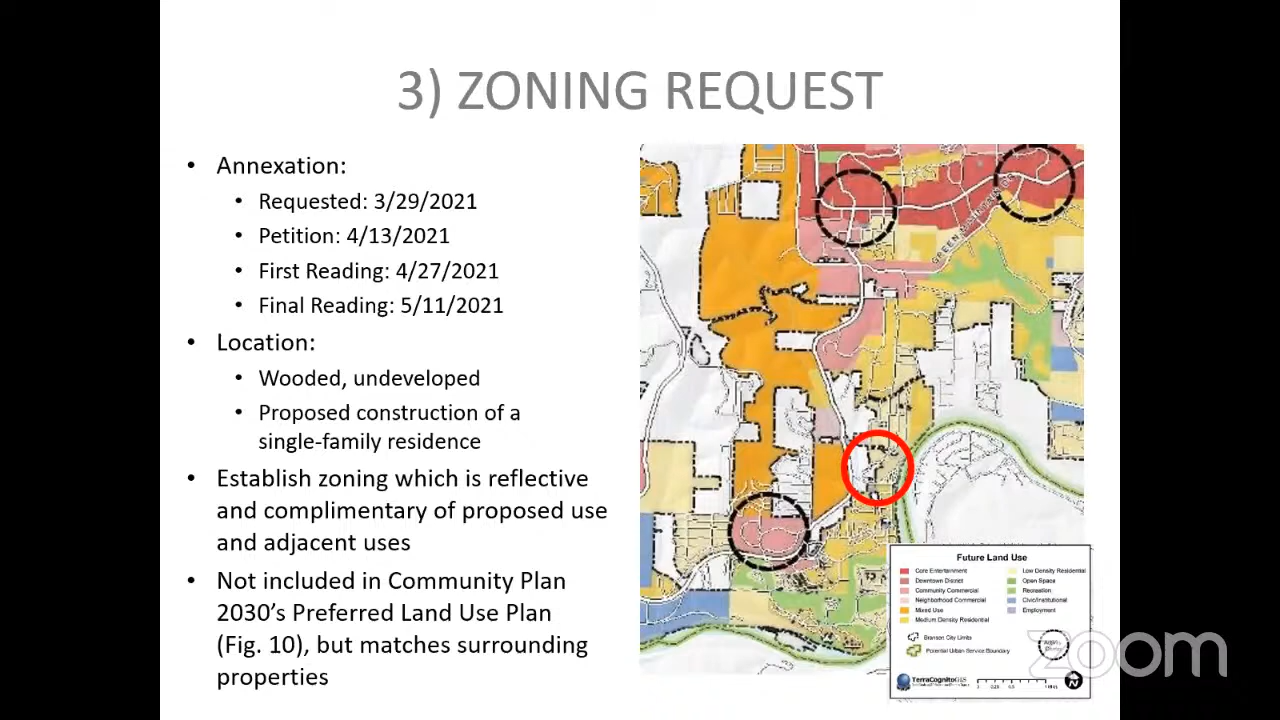 3) ZONING REQUEST
• Annexation:
• Requested: 3/29/2021
• Petition: 4/13/2021
• First Reading: 4/27/2021
• Final Reading: 5/11/2021
• Location:
• Wooded, undeveloped
• Proposed construction of a
single-family residence
• Establish zoning which is reflective
and complimentary of proposed use
and adjacent uses
• Not included in Community Plan
2030's Preferred Land Use Plan
(Fig. 10), but matches surrounding
properties
GREEN MOUNTAIN DR
Future Land Use
Core Entertainment
Downtown District
Community Commercial
Neighborhood Commercial
Mixed Use
Medium Density Residential
Low Density Residential
Open Space
Recreation
Civic/Institutional
Employment
Branson City Limits
Potential Urban Service Boundary
TerraCognitoGIS
N
zoom